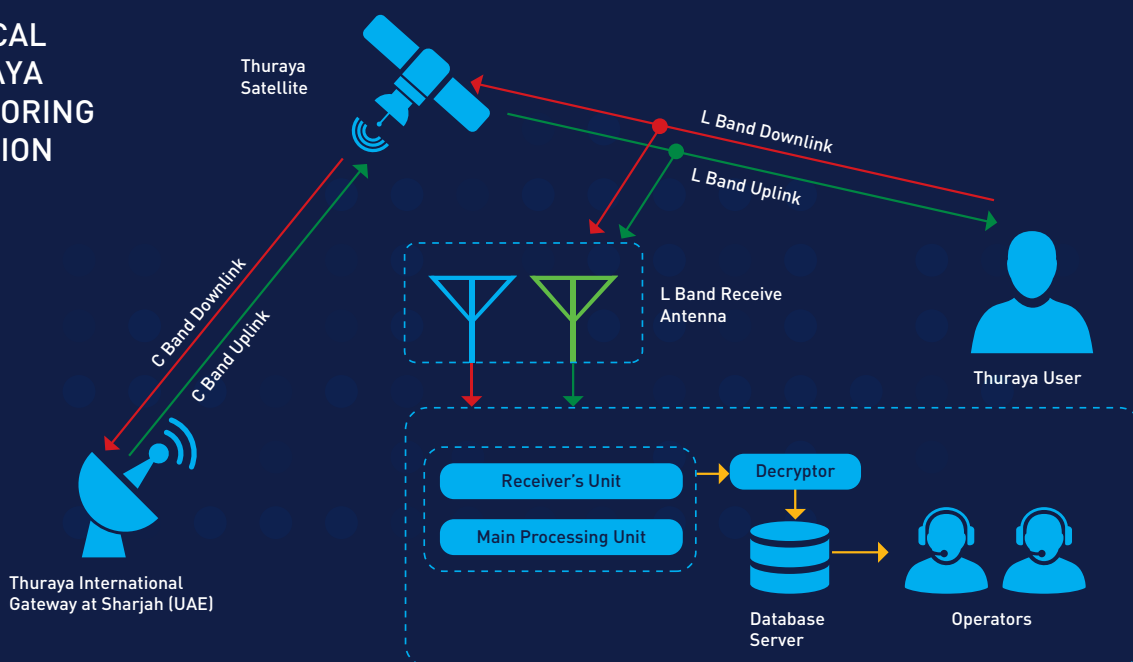 CAL
AYA
ORING
ION
Thuraya
Satellite
L Band Downlink
L Band Uplink
C Band Downlink
C Band Uplink
L Band Receive
Antenna
Thuraya User
Receiver's Unit
Decryptor
Main Processing Unit
Thuraya International
Gateway at Sharjah (UAE)
Database
Server
Operators